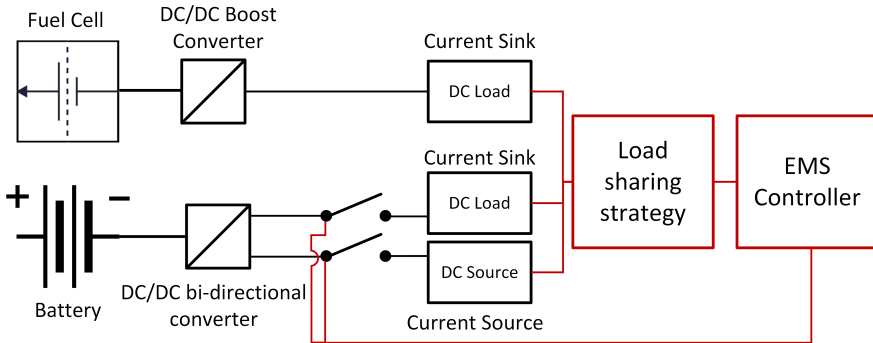 Fuel Cell
DC/DC Boost
Converter
Current Sink
DC Load
Current Sink
DC Load
DC Source
Current Source
+
−
Battery
DC/DC bi-directional
converter
Load
sharing
strategy
EMS
Controller